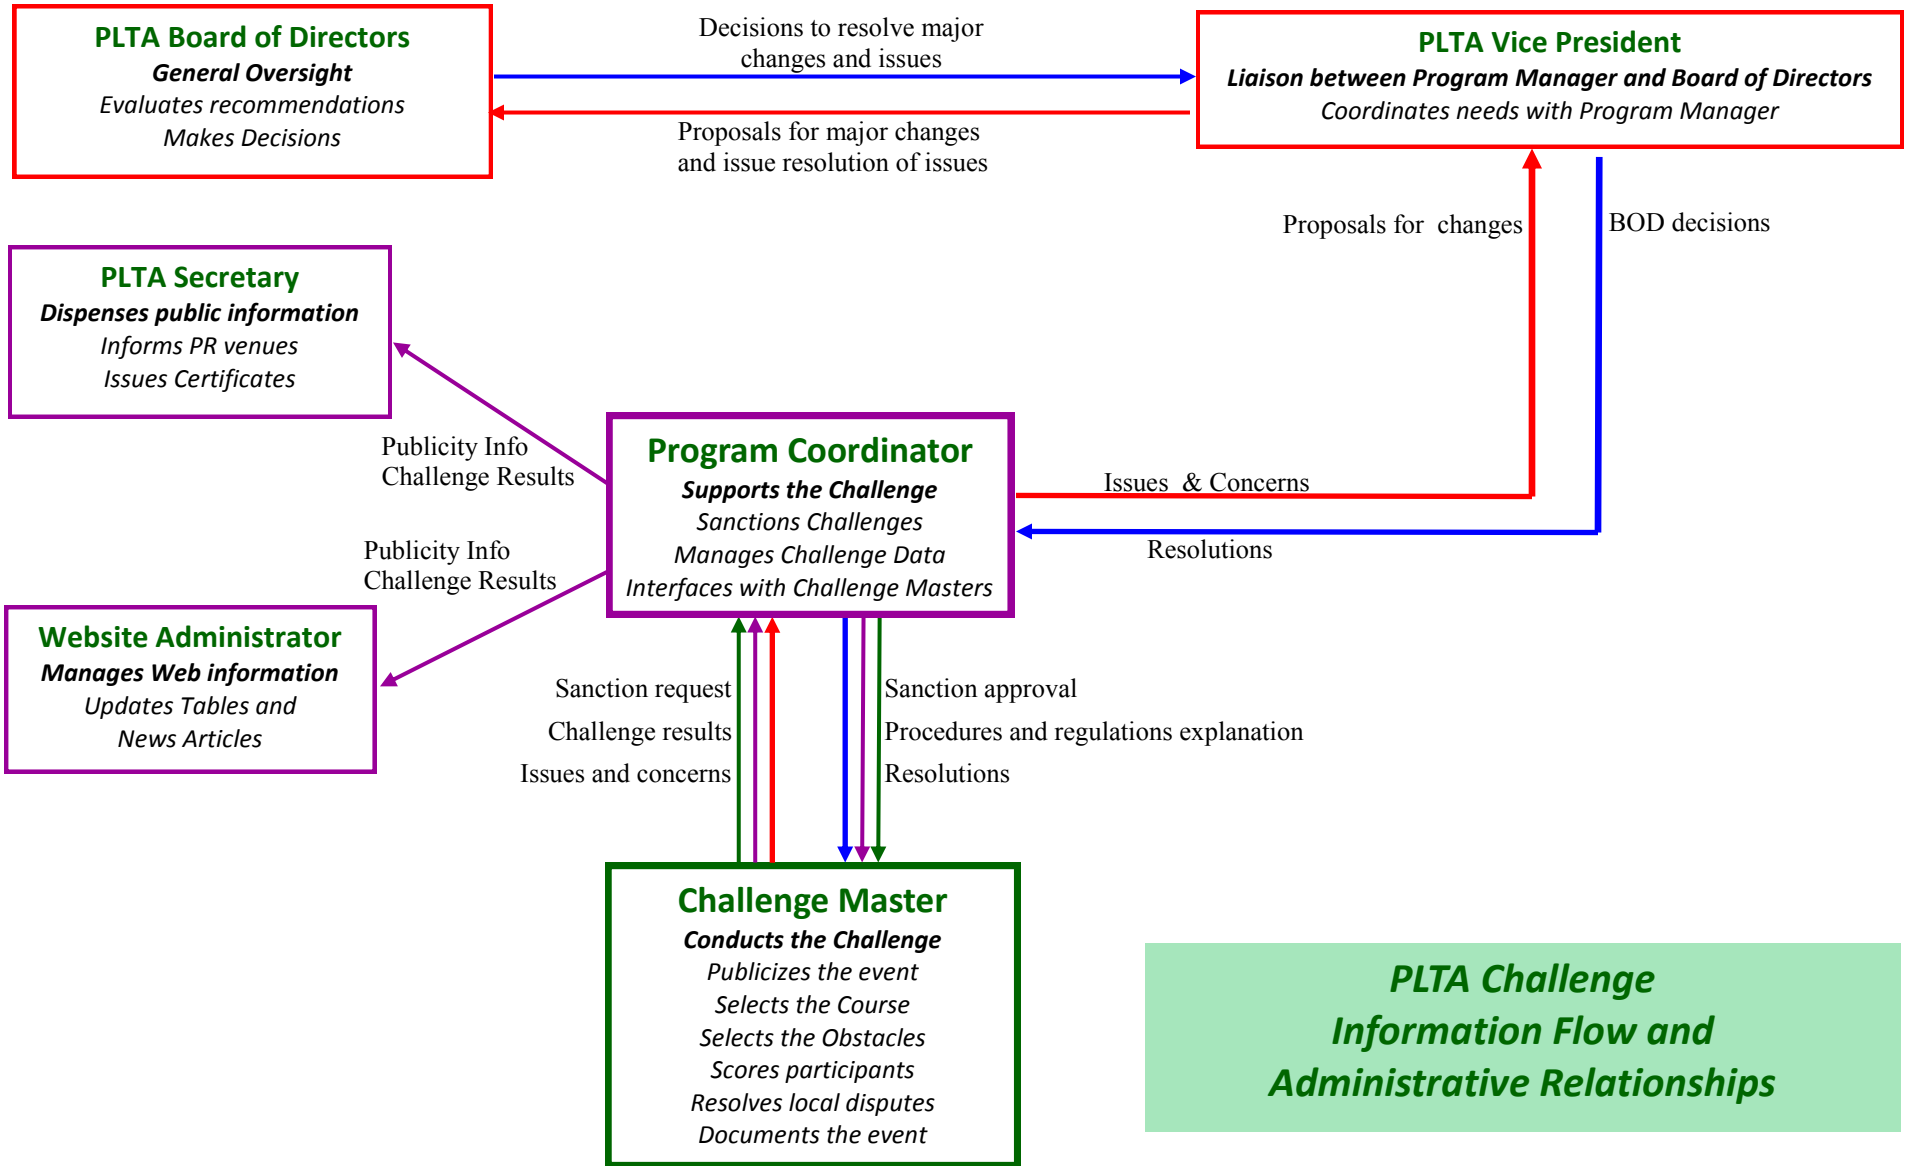 PLTA Board of Directors
General Oversight
Evaluates recommendations
Makes Decisions
Decisions to resolve major
changes and issues
Proposals for major changes
and issue resolution of issues
PLTA Vice President
Liaison between Program Manager and Board of Directors
Coordinates needs with Program Manager
Proposals for changes
BOD decisions
PLTA Secretary
Dispenses public information
Informs PR venues
Issues Certificates
Publicity Info
Challenge Results
Program Coordinator
Supports the Challenge
Sanctions Challenges
Manages Challenge Data
Interfaces with Challenge Masters
Issues & Concerns
Resolutions
Publicity Info
Challenge Results
Website Administrator
Manages Web information
Updates Tables and
News Articles
Sanction request
Challenge results
Issues and concerns
Sanction approval
Procedures and regulations explanation
Resolutions
Challenge Master
Conducts the Challenge
Publicizes the event
Selects the Course
Selects the Obstacles
Scores participants
Resolves local disputes
Documents the event
PLTA Challenge
Information Flow and
Administrative Relationships